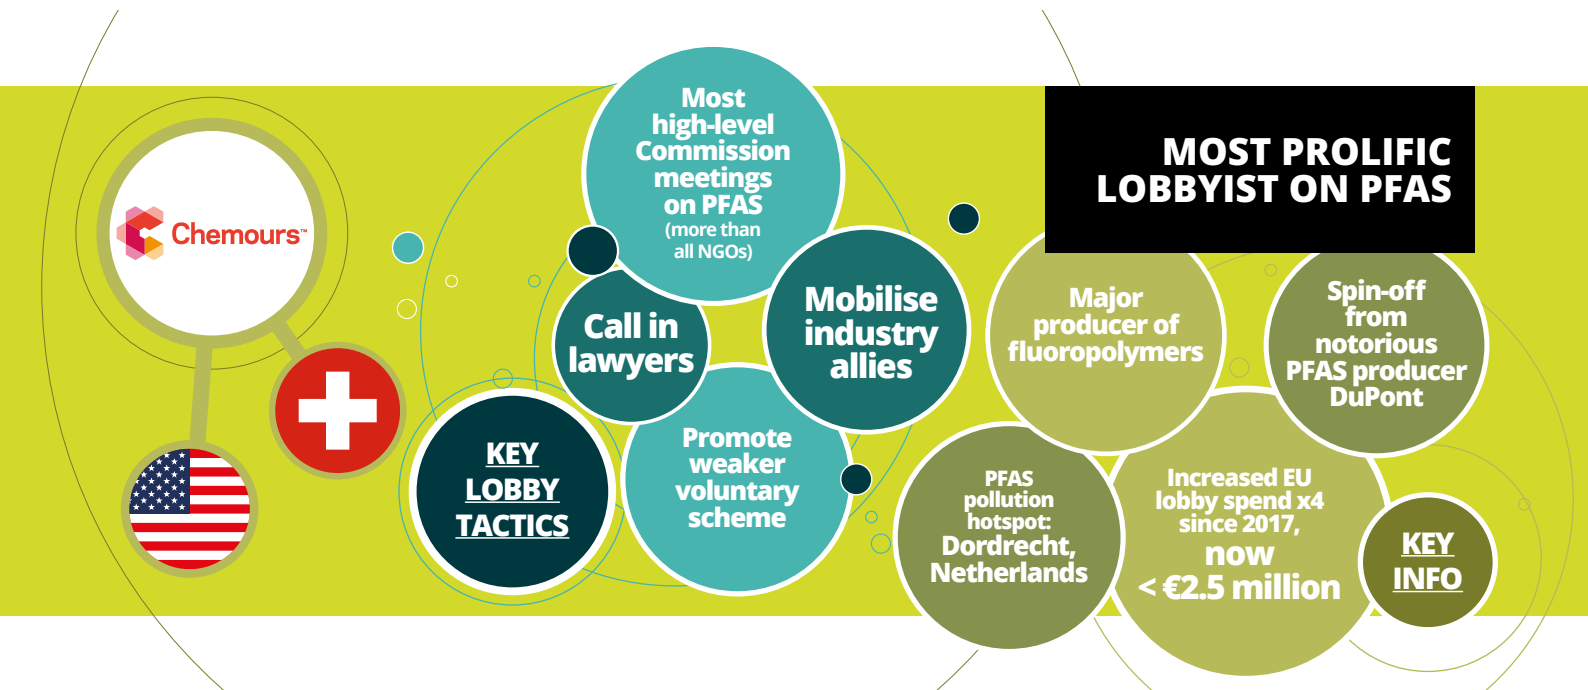 Chemours™
Most
high-level
Commission
meetings
on PFAS
(more than
all NGOs)
Call in
lawyers
Mobilise
industry
allies
KEY
LOBBY
TACTICS
Promote
weaker
voluntary
scheme
MOST PROLIFIC
LOBBYIST ON PFAS
Major
producer of
fluoropolymers
Spin-off
from
notorious
PFAS producer
DuPont
PFAS
pollution
hotspot:
Dordrecht,
Netherlands
Increased EU
lobby spend x4
since 2017,
now
< €2.5 million
KEY
INFO